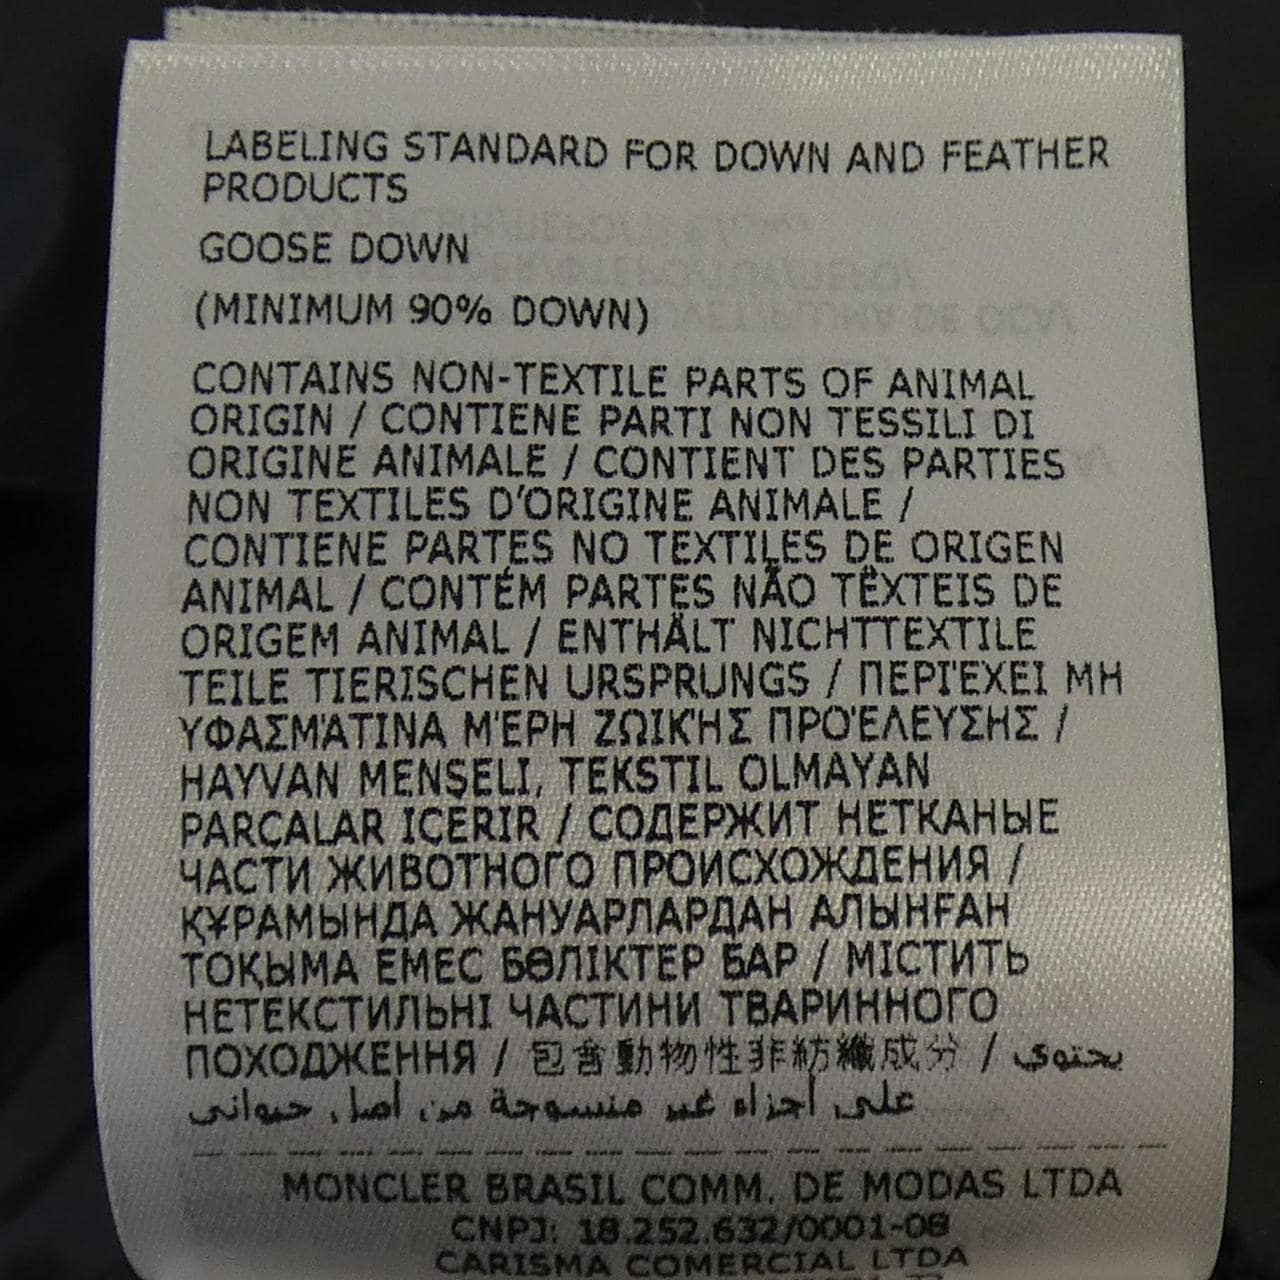 LABELING STANDARD FOR DOWN AND FEATHER
PRODUCTS
GOOSE DOWN
(MINIMUM 90% DOWN)
CONTAINS NON-TEXTILE PARTS OF ANIMAL
ORIGIN / CONTIENE PARTI NON TESSILI DI
ORIGINE ANIMALE / CONTIENT DES PARTIES
NON TEXTILES D'ORIGINE ANIMALE /
CONTIENE PARTES NO TEXTILES DE ORIGEN
ANIMAL / CONTÉM PARTES NÃO TËXTEIS DE
ORIGEM ANIMAL / ENTHÄLT NICHTTEXTILE
TEILE TIERISCHEN URSPRUNGS / ΠΕΡΙΈΧΕΙ ΜΗ
ΥΦΑΣΜΆΤΙΝΑ ΜΈΡΗ ΖΩΙΚΉΣ ΠΡΟΈΛΕΥΣΗΣ /
HAYVAN MENŞELI, TEKSTIL OLMAYAN
PARÇALAR IÇERIR / СОДЕРЖИТ НЕТКАНЫЕ
ЧАСТИ ЖИВОТНОГО ПРОИСХОЖДЕНИЯ /
ҚҰРАМЫНДА ЖАНУАРЛАРДАН АЛЫНҒАН
ТОҚЫМА ЕМЕС БӨЛІКТЕР БАР / МІСТИТЬ
НЕТЕКСТИЛЬНІ ЧАСТИНИ ТВАРИННОГО
ПОХОДЖЕННЯ / 包含動物性非紡織成分 / يحتوي
على أجزاء غير منسوجة من أصل حيواني
MONCLER BRASIL COMM. DE MODAS LTDA
CNPJ: 18.252.632/0001-08
CARISMA COMERCIAL LTDA